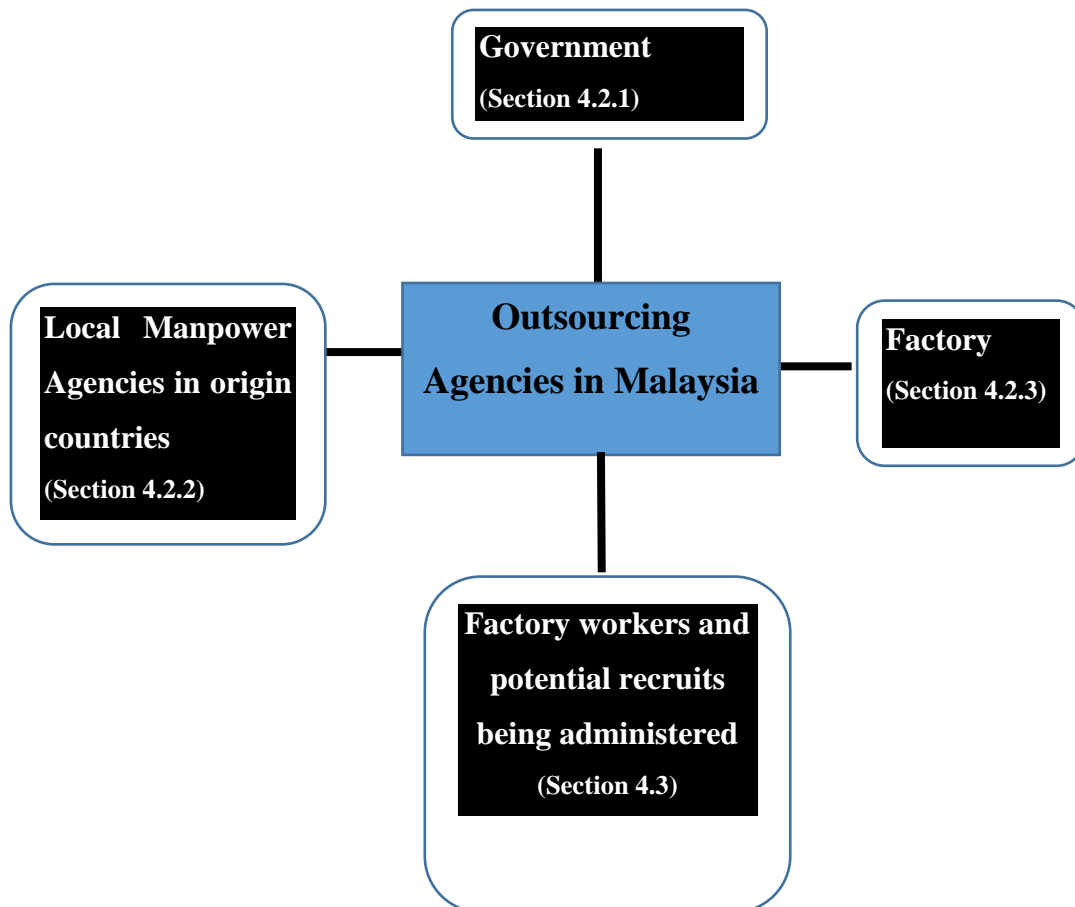 Government
(Section 4.2.1)
Local Manpower
Agencies in origin
countries
(Section 4.2.2)
Outsourcing
Agencies in Malaysia
Factory
(Section 4.2.3)
Factory workers and
potential recruits
being administered
(Section 4.3)